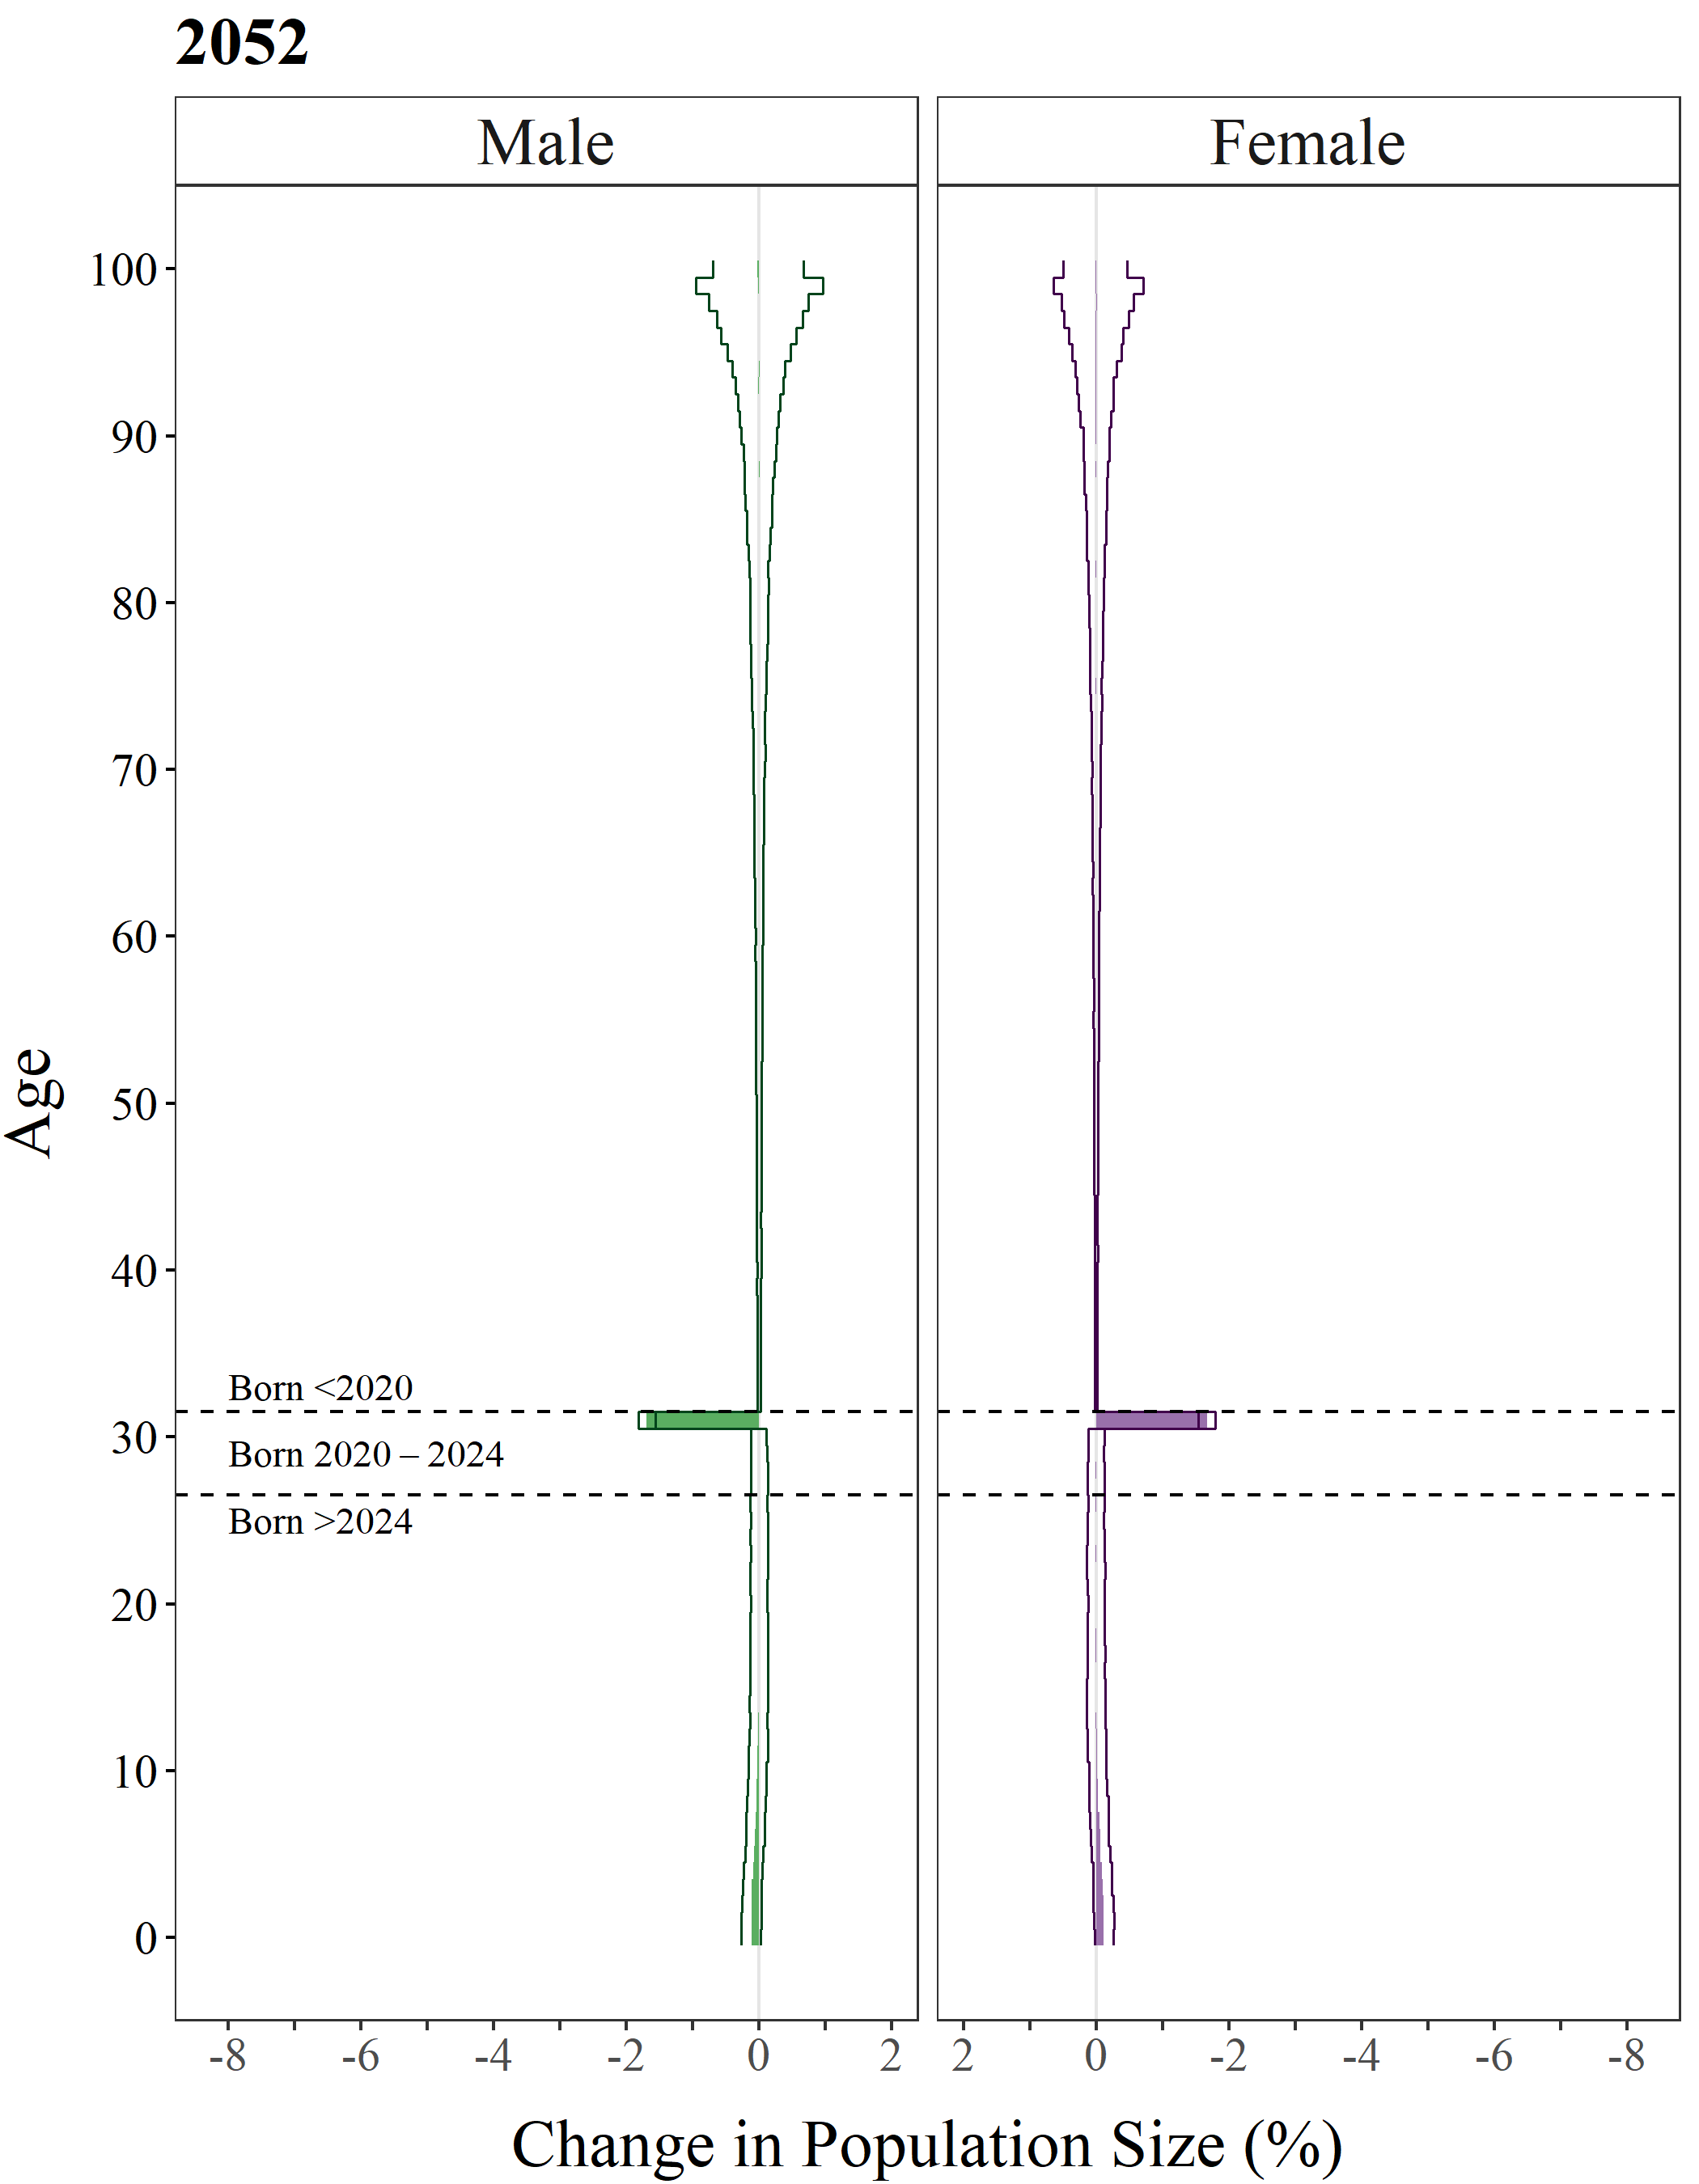 2052
Male
Female
100
90
80
70
60
50
40
30
20
10
0
Age
Born <2020
Born 2020 – 2024
Born >2024
-8 -6 -4 -2 0 2
2 0 -2 -4 -6 -8
Change in Population Size (%)